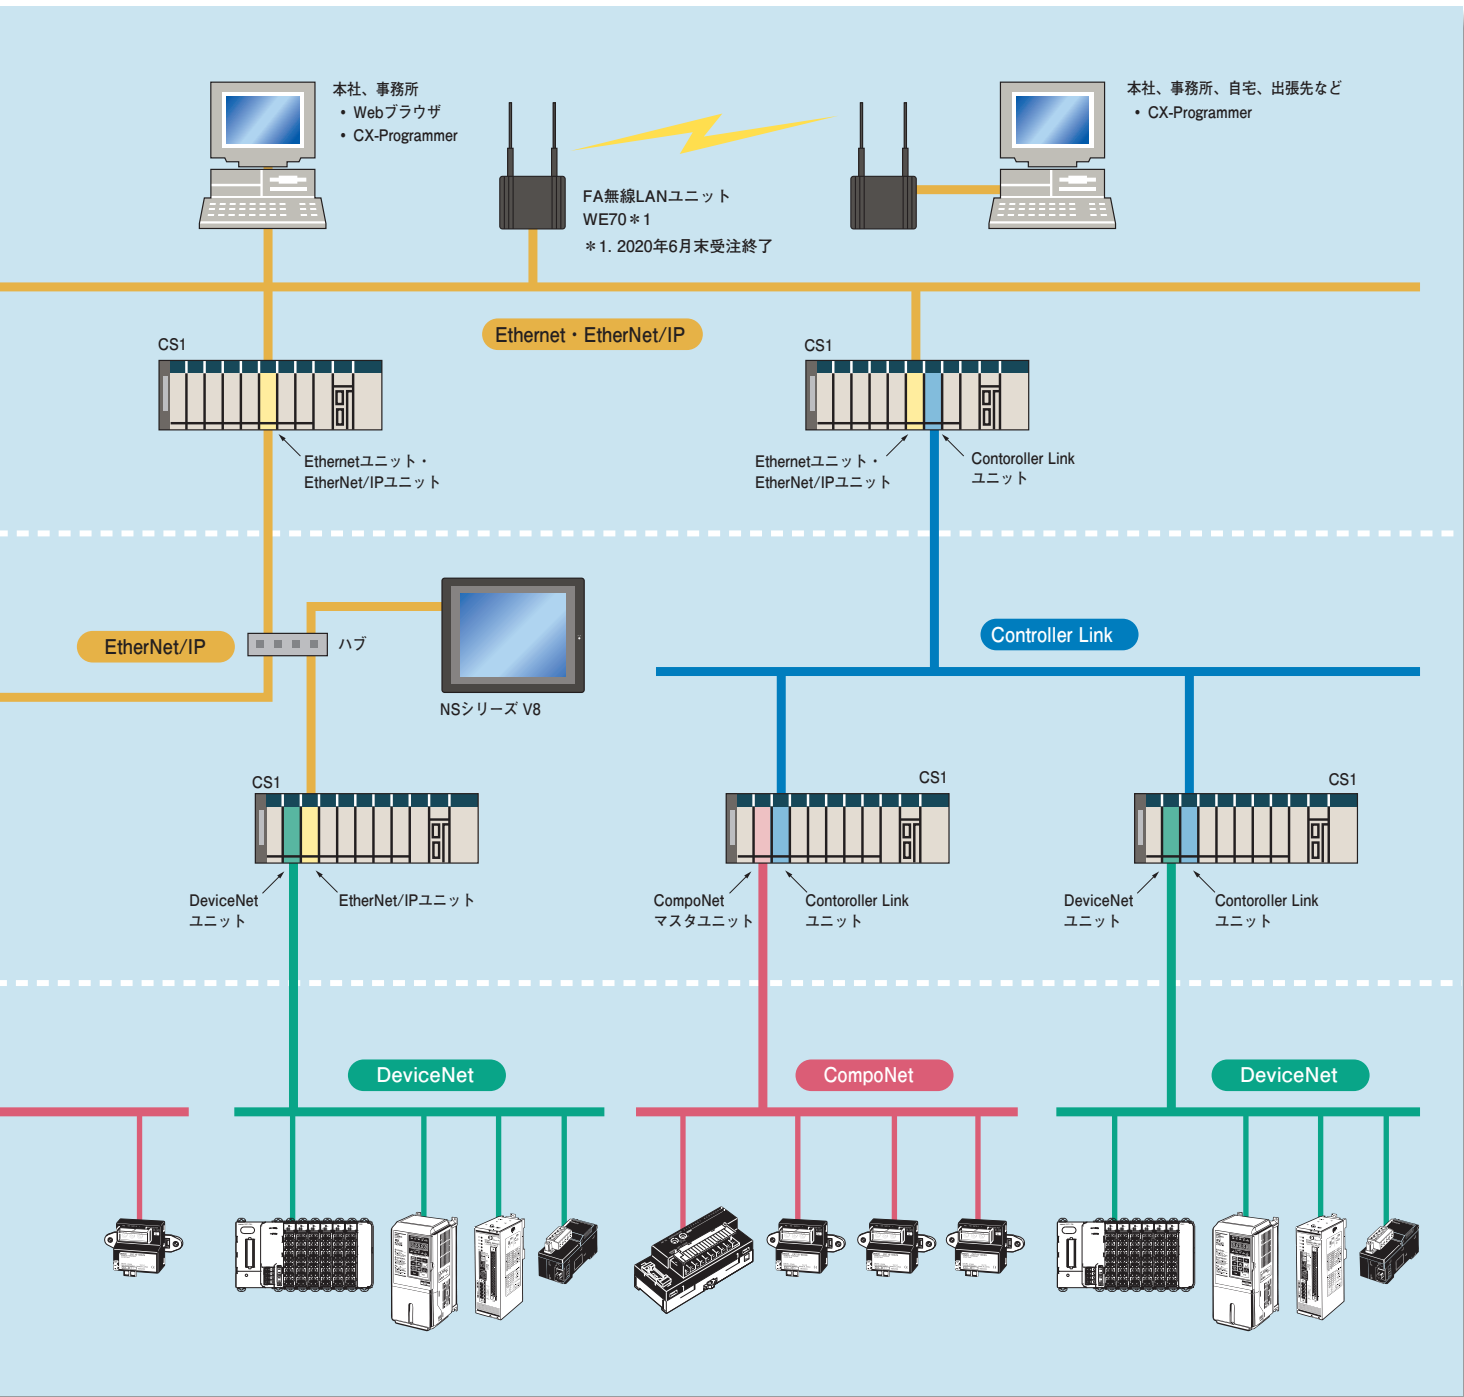 本社、事務所
• Webブラウザ
• CX-Programmer
FA無線LANユニット
WE70＊1
＊1. 2020年6月末受注終了
本社、事務所、自宅、出張先など
• CX-Programmer
Ethernet・EtherNet/IP
CS1
Ethernetユニット・
EtherNet/IPユニット
CS1
Ethernetユニット・
EtherNet/IPユニット
Contoroller Link
ユニット
EtherNet/IP
ハブ
NSシリーズ V8
Controller Link
CS1
DeviceNet
ユニット
EtherNet/IPユニット
CS1
CompoNet
マスタユニット
Contoroller Link
ユニット
CS1
DeviceNet
ユニット
Contoroller Link
ユニット
DeviceNet
CompoNet
DeviceNet